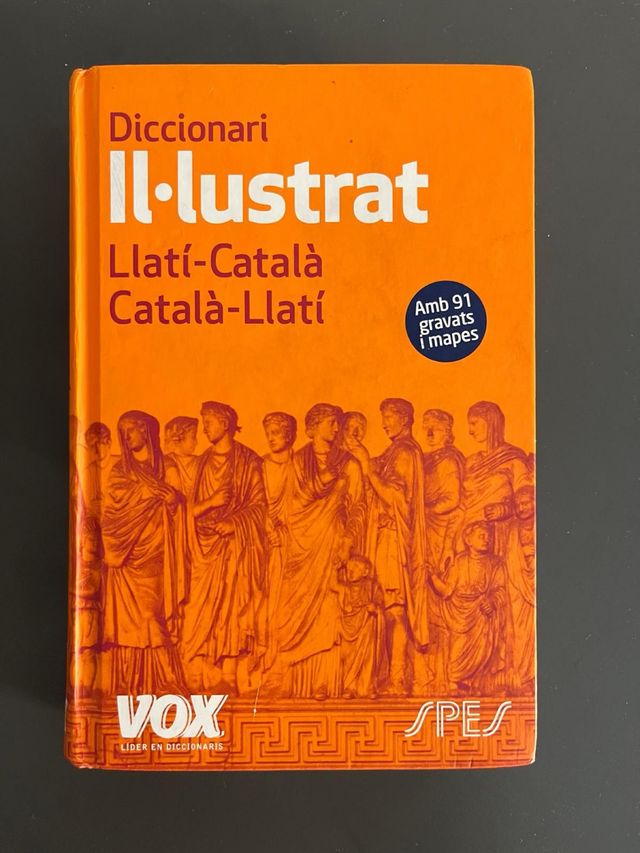 Diccionari
Il·lustrat
Llatí-Català
Català-Llatí
Amb 91
gravats
i mapes
VOX
LÍDER EN DICCIONARIS
SPES